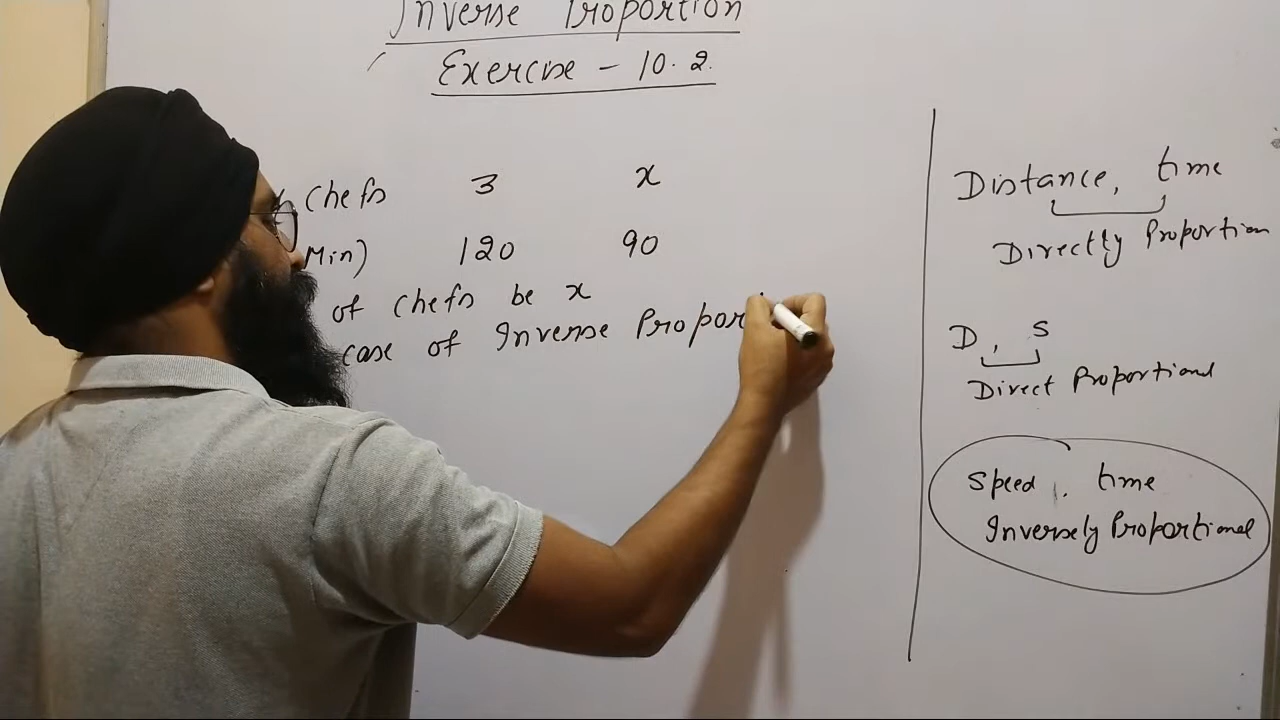 Inverse Proportion
Exercise - 10.2.
Chefs 3 x
Min) 120 90
of chefs be x
case of Inverse Propor
Distance, time
Directly Proportion
D, S
Direct Proportional
Speed, time
Inversely Proportional